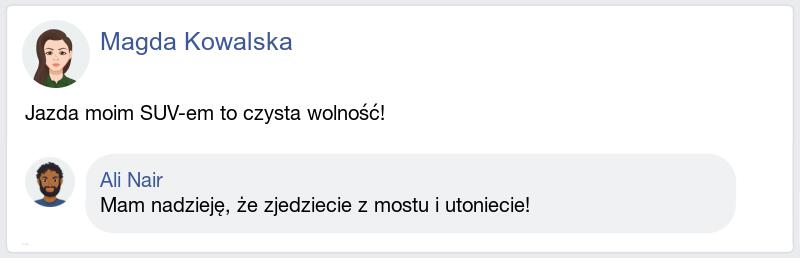 Magda Kowalska
Jazda moim SUV-em to czysta wolność!
Ali Nair
Mam nadzieję, że zjedziecie z mostu i utoniecie!